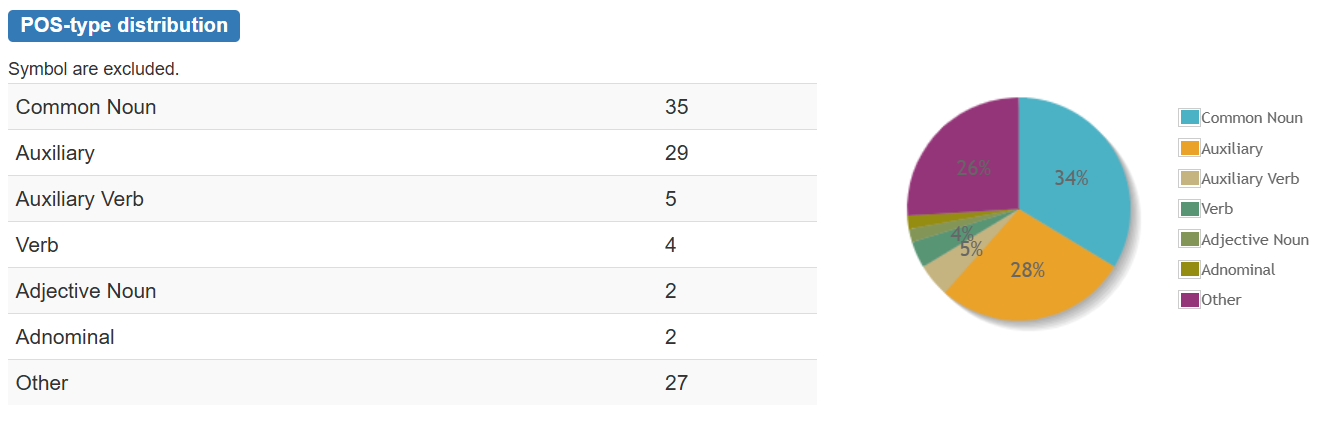 POS-type distribution
Symbol are excluded.
Common Noun 35
Auxiliary 29
Auxiliary Verb 5
Verb 4
Adjective Noun 2
Adnominal 2
Other 27
26%
34%
4%
5%
28%
Common Noun
Auxiliary
Auxiliary Verb
Verb
Adjective Noun
Adnominal
Other